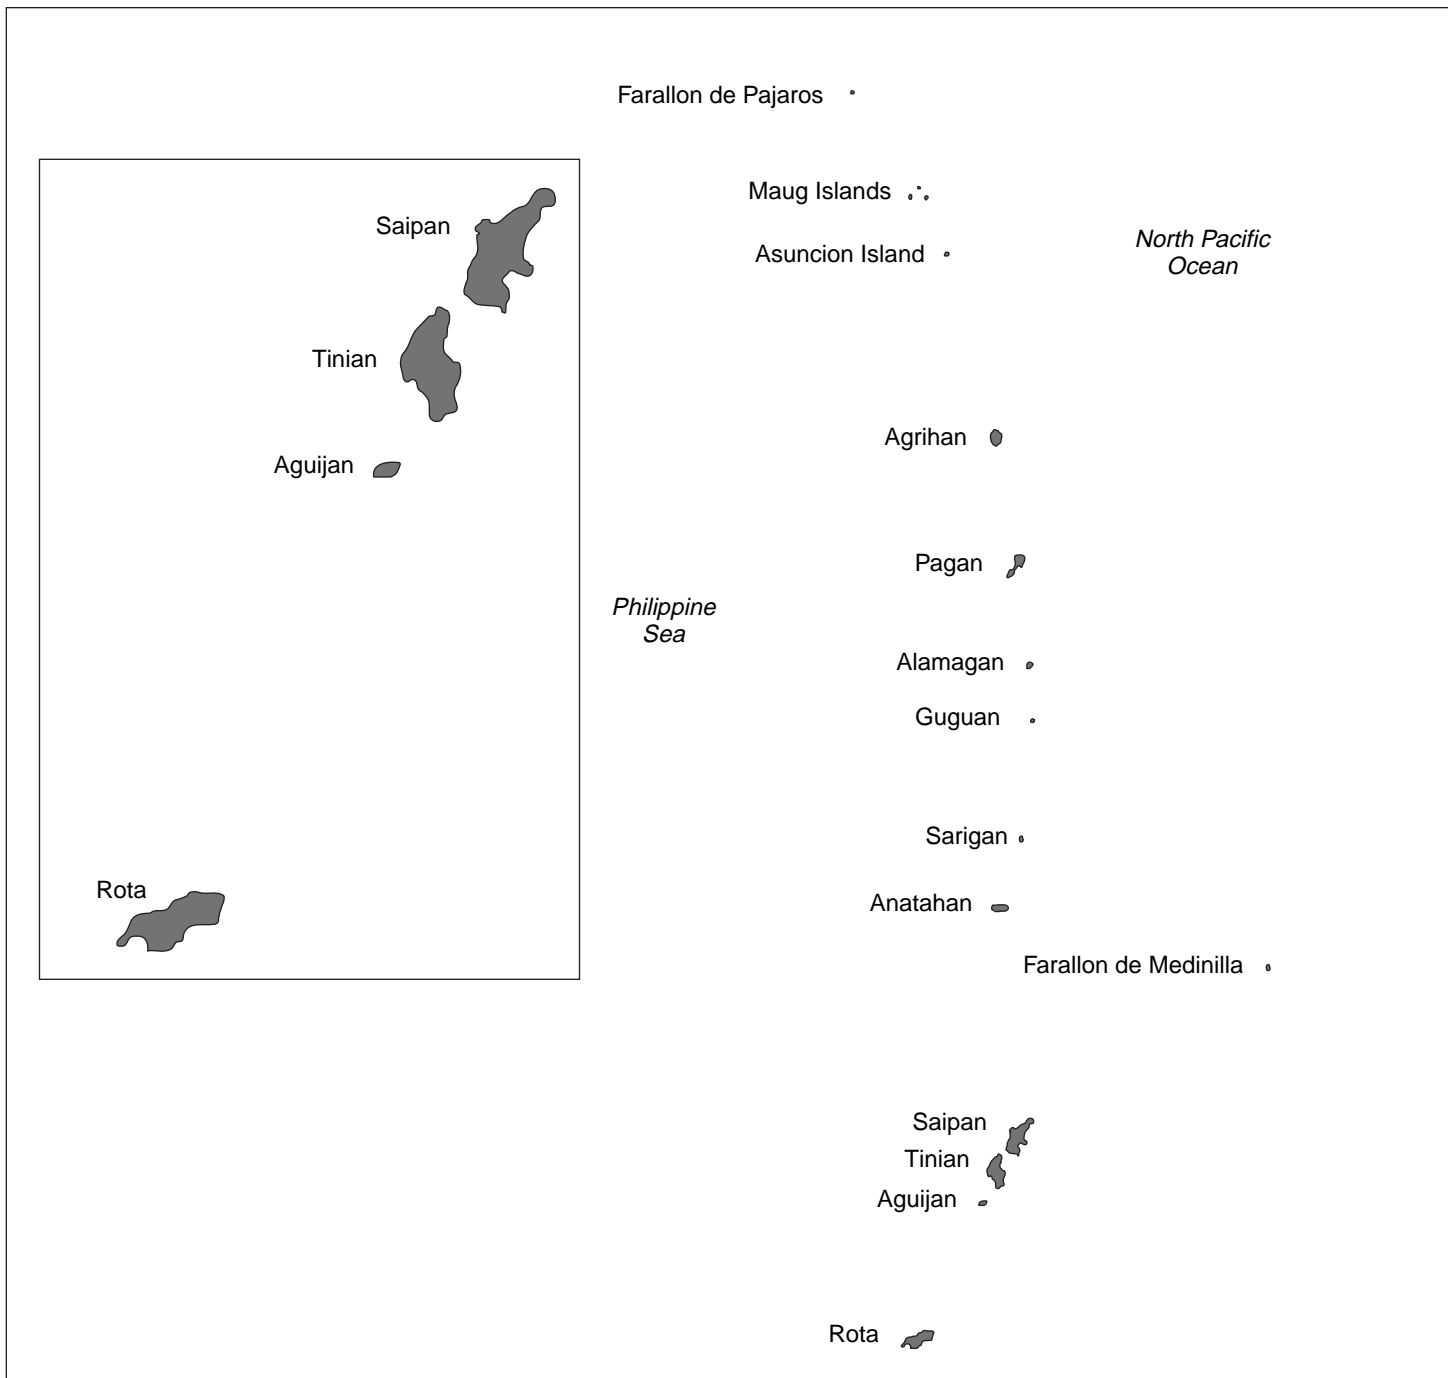 Farallon de Pajaros
Maug Islands
Asuncion Island
North Pacific
Ocean
Saipan
Tinian
Aguijan
Rota
Philippine
Sea
Agrihan
Pagan
Alamagan
Guguan
Sarigan
Anatahan
Farallon de Medinilla
Saipan
Tinian
Aguijan
Rota